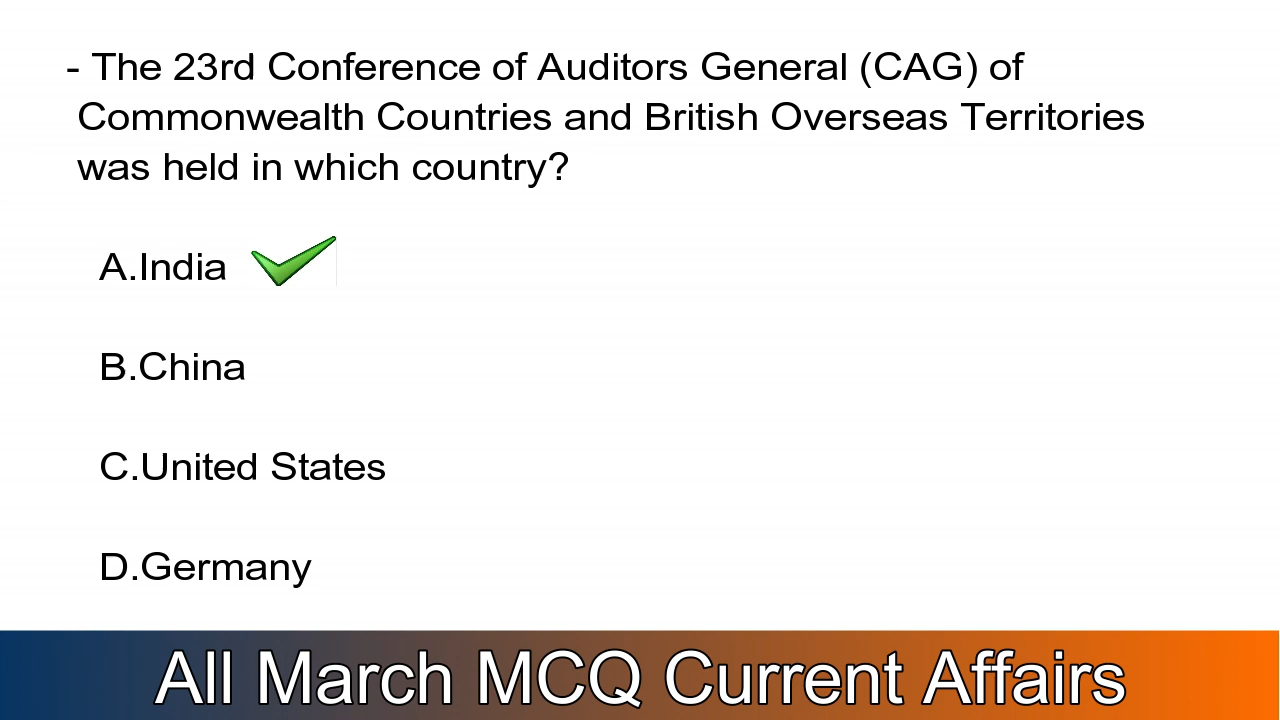 - The 23rd Conference of Auditors General (CAG) of
Commonwealth Countries and British Overseas Territories
was held in which country?
A.India
B.China
C.United States
D.Germany
All March MCQ Current Affairs